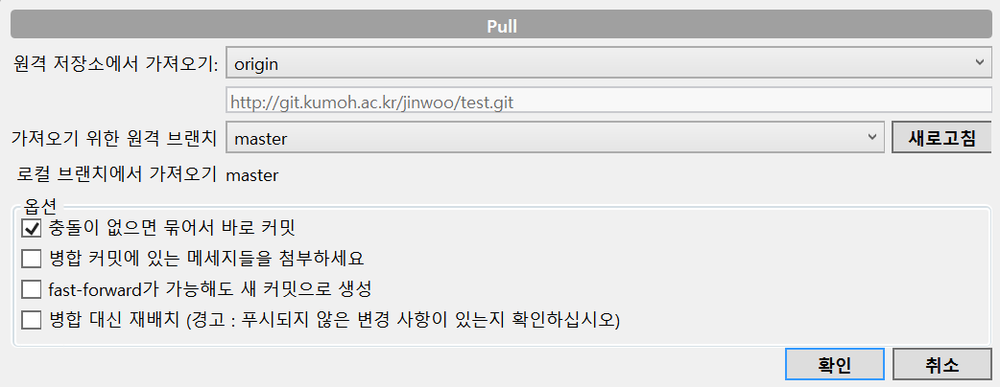 Pull
원격 저장소에서 가져오기: origin
http://git.kumoh.ac.kr/jinwoo/test.git
가져오기 위한 원격 브랜치 master 새로고침
로컬 브랜치에서 가져오기 master
옵션
충돌이 없으면 묶어서 바로 커밋
병합 커밋에 있는 메세지들을 첨부하세요
fast-forward가 가능해도 새 커밋으로 생성
병합 대신 재배치 (경고 : 푸시되지 않은 변경 사항이 있는지 확인하십시오)
확인 취소